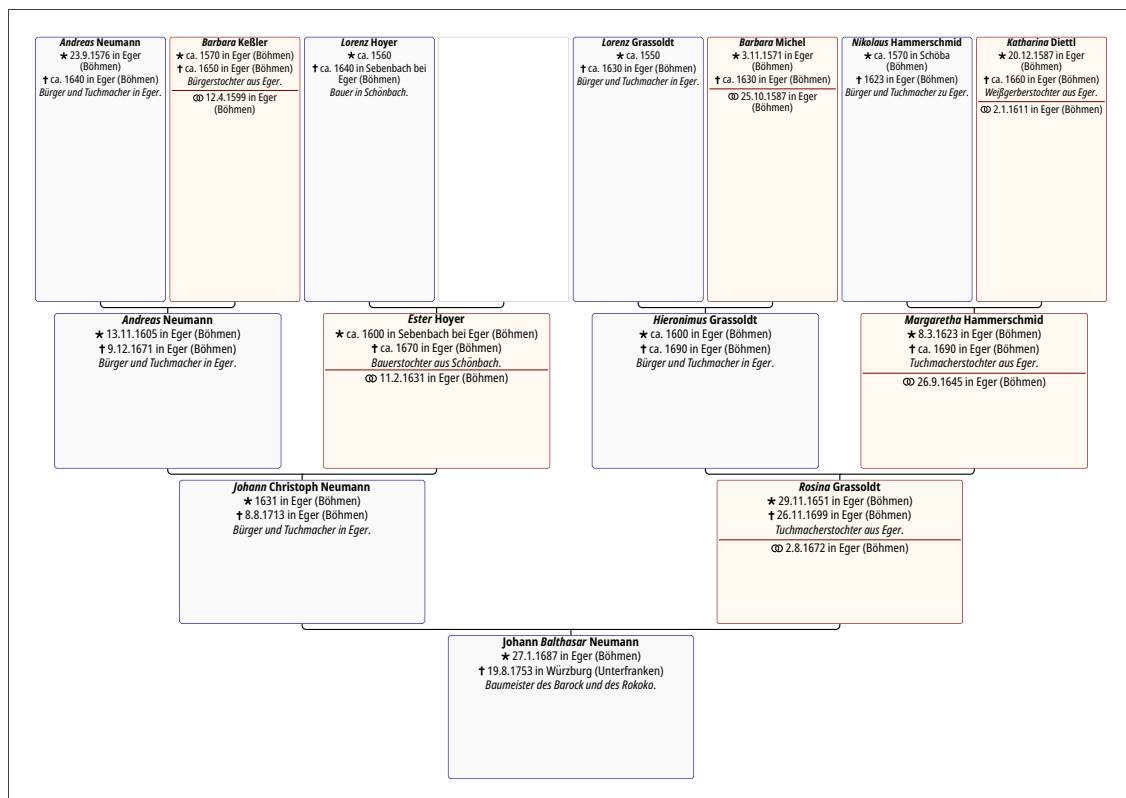 Andreas Neumann
★ 23.9.1576 in Eger
(Böhmen)
† ca. 1640 in Eger (Böhmen)
Bürger und Tuchmacher in Eger.
Barbara Keßler
★ ca. 1570 in Eger (Böhmen)
† ca. 1650 in Eger (Böhmen)
Bürgerstochter aus Eger.
⚭ 12.4.1599 in Eger
(Böhmen)
Lorenz Hoyer
★ ca. 1560
† ca. 1640 in Sebenbach bei
Eger (Böhmen)
Bauer in Schönbach.
Lorenz Grassoldt
★ ca. 1550
† ca. 1630 in Eger (Böhmen)
Bürger und Tuchmacher in Eger.
Barbara Michel
★ 3.11.1571 in Eger
(Böhmen)
† ca. 1630 in Eger (Böhmen)
⚭ 25.10.1587 in Eger
(Böhmen)
Nikolaus Hammerschmid
★ ca. 1570 in Schöba
(Böhmen)
† 1623 in Eger (Böhmen)
Bürger und Tuchmacher zu Eger.
Katharina Diettl
★ 20.12.1587 in Eger
(Böhmen)
† ca. 1660 in Eger (Böhmen)
Weißgerberstochter aus Eger.
⚭ 2.1.1611 in Eger (Böhmen)
Andreas Neumann
★ 13.11.1605 in Eger (Böhmen)
† 9.12.1671 in Eger (Böhmen)
Bürger und Tuchmacher in Eger.
Ester Hoyer
★ ca. 1600 in Sebenbach bei Eger (Böhmen)
† ca. 1670 in Eger (Böhmen)
Bauerstochter aus Schönbach.
⚭ 11.2.1631 in Eger (Böhmen)
Hieronimus Grassoldt
★ ca. 1600 in Eger (Böhmen)
† ca. 1690 in Eger (Böhmen)
Bürger und Tuchmacher in Eger.
Margaretha Hammerschmid
★ 8.3.1623 in Eger (Böhmen)
† ca. 1690 in Eger (Böhmen)
Tuchmacherstochter aus Eger.
⚭ 26.9.1645 in Eger (Böhmen)
Johann Christoph Neumann
★ 1631 in Eger (Böhmen)
† 8.8.1713 in Eger (Böhmen)
Bürger und Tuchmacher in Eger.
Rosina Grassoldt
★ 29.11.1651 in Eger (Böhmen)
† 26.11.1699 in Eger (Böhmen)
Tuchmacherstochter aus Eger.
⚭ 2.8.1672 in Eger (Böhmen)
Johann Balthasar Neumann
★ 27.1.1687 in Eger (Böhmen)
† 19.8.1753 in Würzburg (Unterfranken)
Baumeister des Barock und des Rokoko.